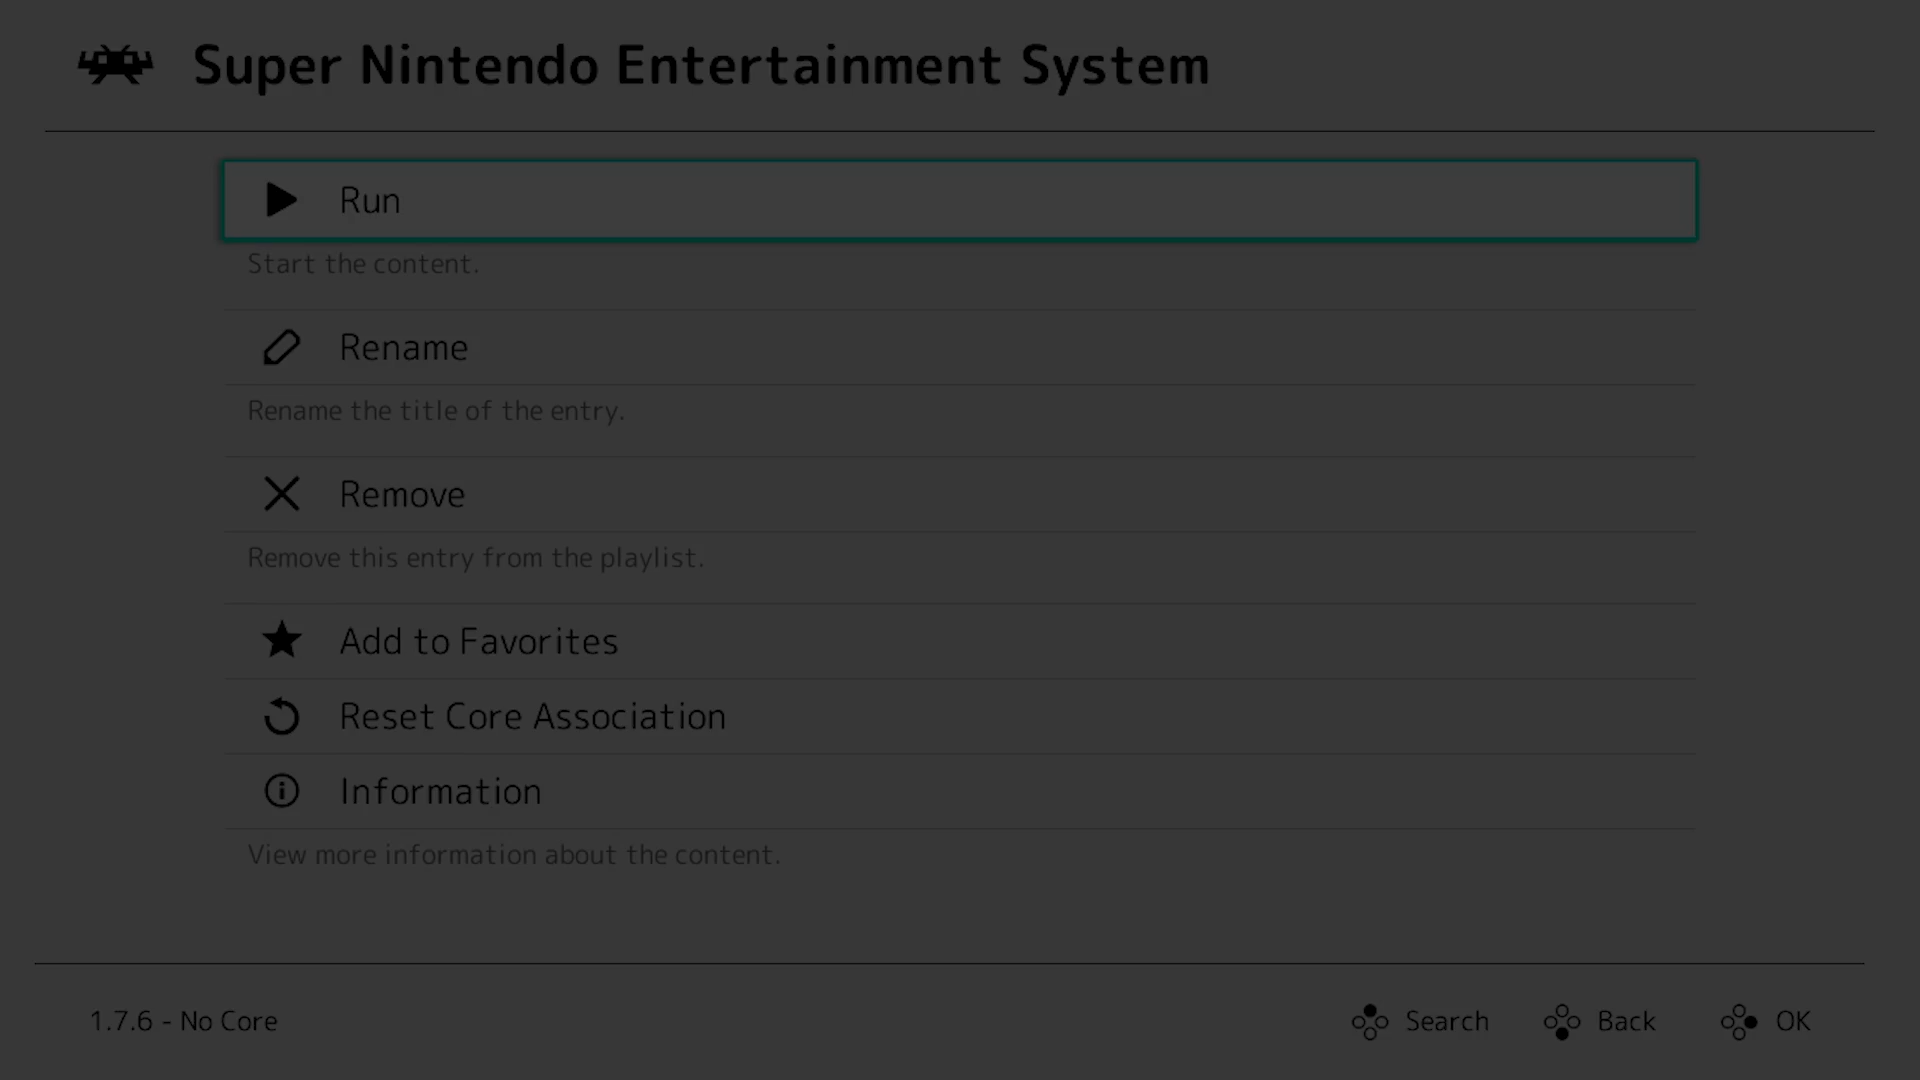 Super Nintendo Entertainment System
Run
Start the content.
Rename
Rename the title of the entry.
Remove
Remove this entry from the playlist.
Add to Favorites
Reset Core Association
Information
View more information about the content.
1.7.6 - No Core
Search
Back
OK